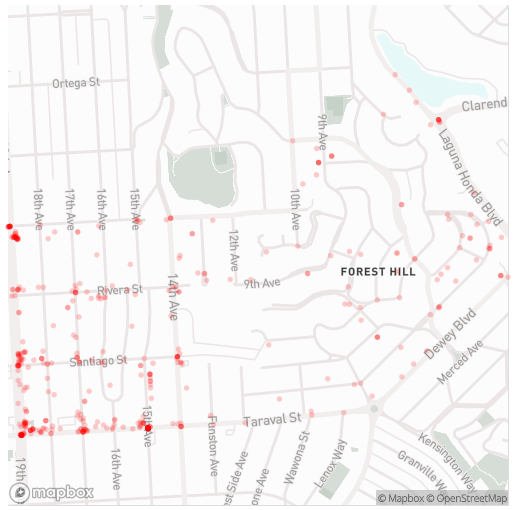 Ortega St
Clarend
9th Ave
Laguna Honda Blvd
18th Ave
17th Ave
16th Ave
15th Ave
10th Ave
12th Ave
14th Ave
FOREST HILL
Rivera St
9th Ave
Dewey Blvd
Merced Ave
Santiago St
15th Ave
Taraval St
19th
16th Ave
Funston Ave
st Side Ave
one Ave
Wawona St
Lenox Way
Kensington Way
Granville Way
mapbox
© Mapbox © OpenStreetMap